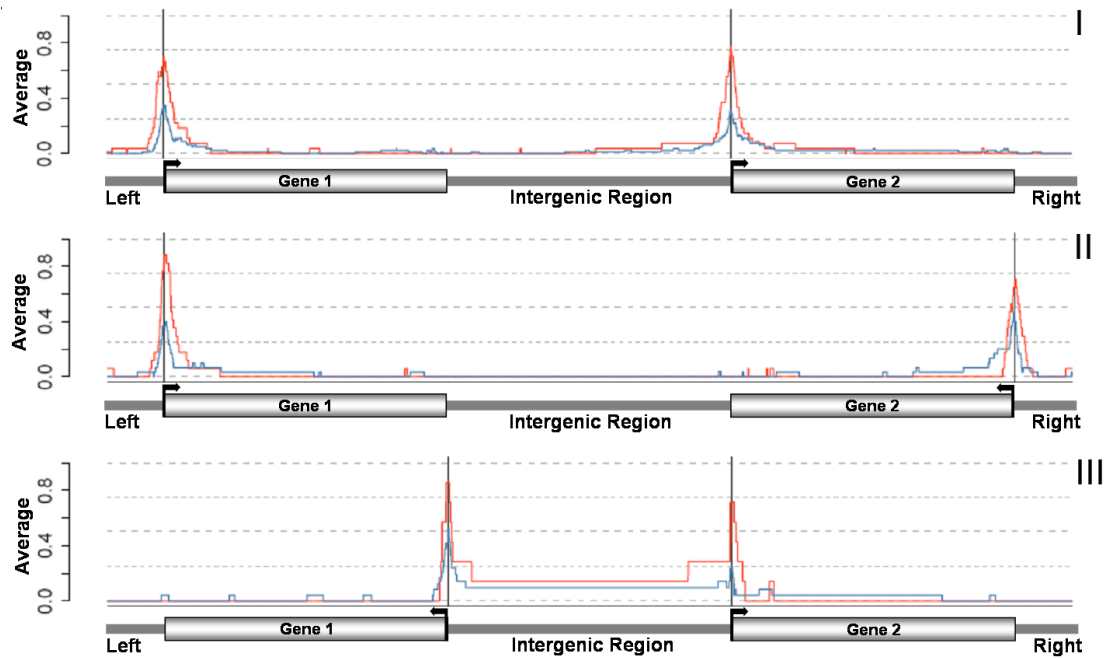 I
Average
0.8
0.4
0.0
Gene 1
Gene 2
Left
Intergenic Region
Right
II
Average
0.8
0.4
0.0
Gene 1
Gene 2
Left
Intergenic Region
Right
III
Average
0.8
0.4
0.0
Gene 1
Gene 2
Left
Intergenic Region
Right